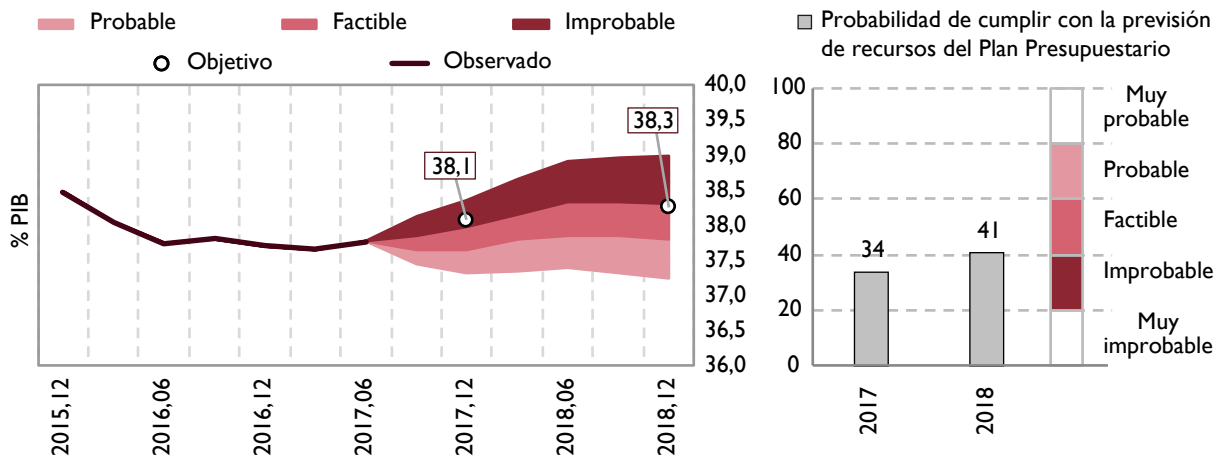 Probable Factible Improbable
Objetivo Observado
% PIB
40,0
39,5
39,0
38,5
38,0
37,5
37,0
36,5
36,0
38,1
38,3
2015,12
2016,06
2016,12
2017,06
2017,12
2018,06
2018,12
Probabilidad de cumplir con la previsión
de recursos del Plan Presupuestario
100
80
60
40
20
0
34
41
2017
2018
Muy
probable
Probable
Factible
Improbable
Muy
improbable